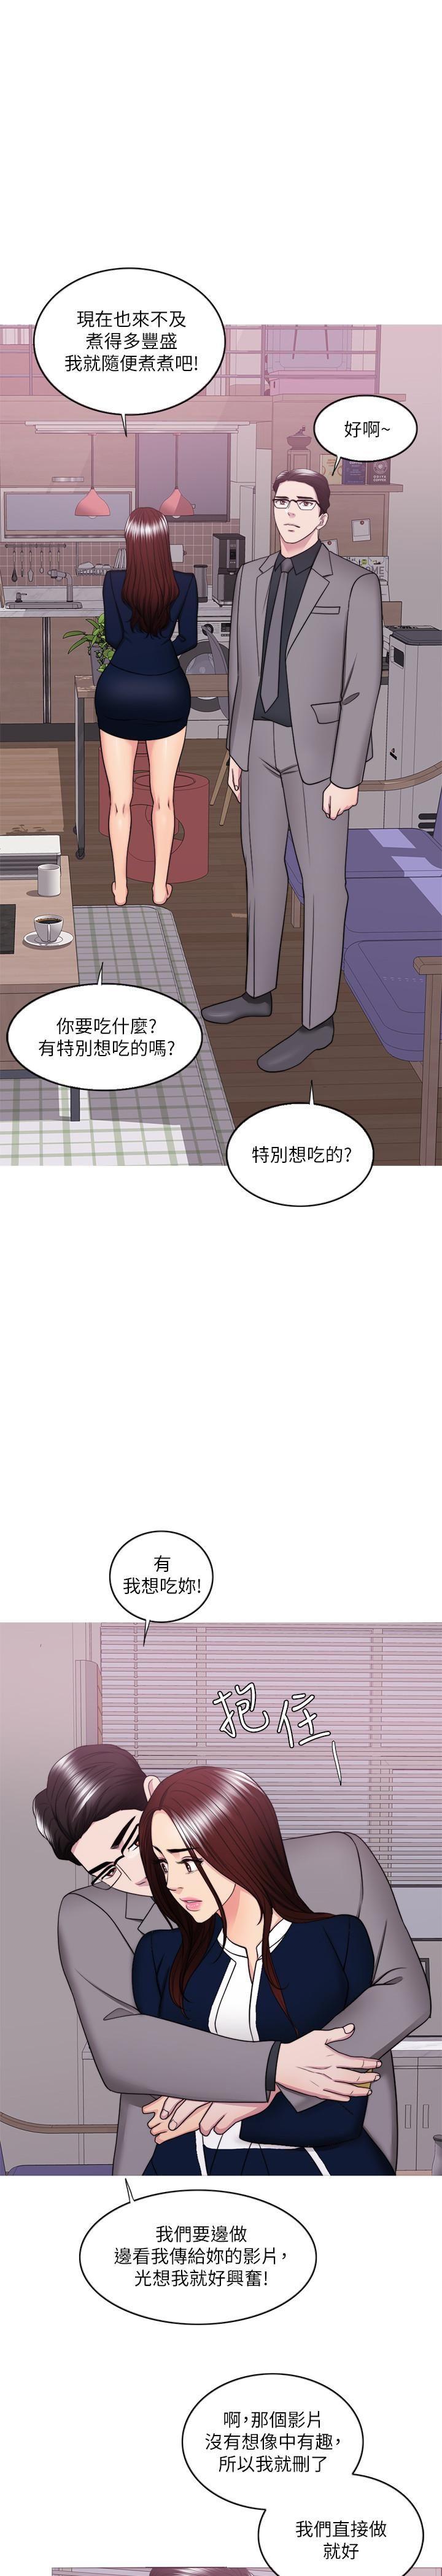 現在也來不及
煮得多豐盛
我就隨便煮煮吧!
好啊~
你要吃什麼?
有特別想吃的嗎?
特別想吃的?
有
我想吃妳!
抱住
我們要邊做
邊看我傳給妳的影片,
光想我就好興奮!
啊,那個影片
沒有想像中有趣,
所以我就刪了
我們直接做
就好